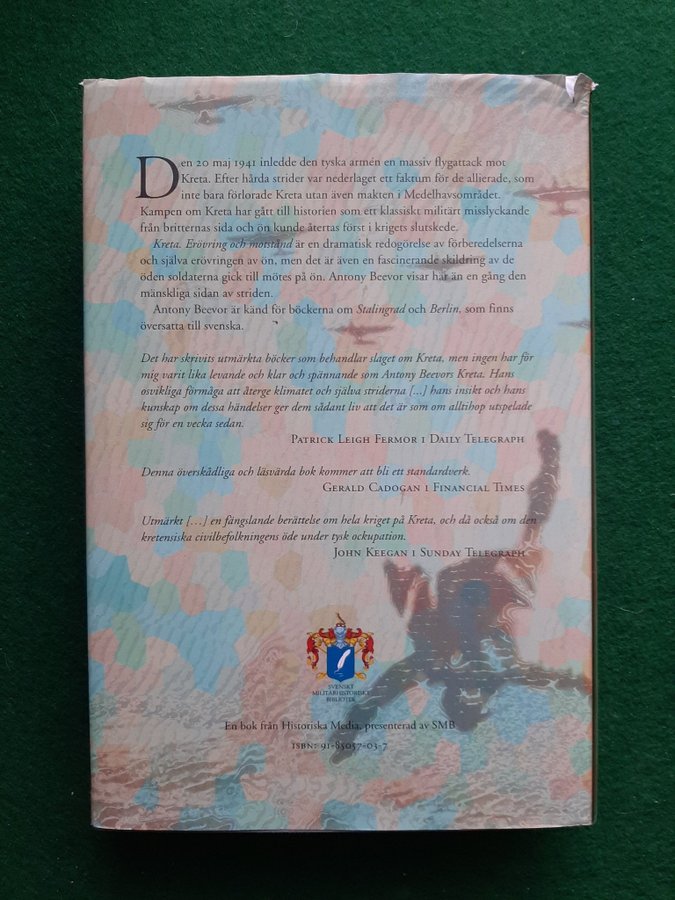 Den 20 maj 1941 inledde den tyska armén en massiv flygattack mot
Kreta. Efter hårda strider var nederlaget ett faktum för de allierade, som
inte bara förlorade Kreta utan även makten i Medelhavsområdet.
Kampen om Kreta har gått till historien som ett klassiskt militärt misslyckande
från britternas sida och ön kunde återtas först i krigets slutskede.
Kreta. Erövring och motstånd är en dramatisk redogörelse av förberedelserna
och själva erövringen av ön, men det är även en fascinerande skildring av de
öden soldaterna gick till mötes på ön. Antony Beevor visar här än en gång den
mänskliga sidan av striden.
Antony Beevor är känd för böckerna om Stalingrad och Berlin, som finns
översatta till svenska.
Det har skrivits utmärkta böcker som behandlar slaget om Kreta, men ingen har för
mig varit lika levande och klar och spännande som Antony Beevors Kreta. Hans
osvikliga förmåga att återge klimatet och själva striderna [...] hans insikt och hans
kunskap om dessa händelser ger dem sådant liv att det är som om alltihop utspelade
sig för en vecka sedan.
Patrick Leigh Fermor i Daily Telegraph
Denna överskådliga och läsvärda bok kommer att bli ett standardverk.
Gerald Cadogan i Financial Times
Utmärkt [...] en fängslande berättelse om hela kriget på Kreta, och då också om den
kretensiska civilbefolkningens öde under tysk ockupation.
John Keegan i Sunday Telegraph
SVENSKT
MILITÄRHISTORISKT
BIBLIOTEK
En bok från Historiska Media, presenterad av SMB
ISBN: 91-85057-03-7